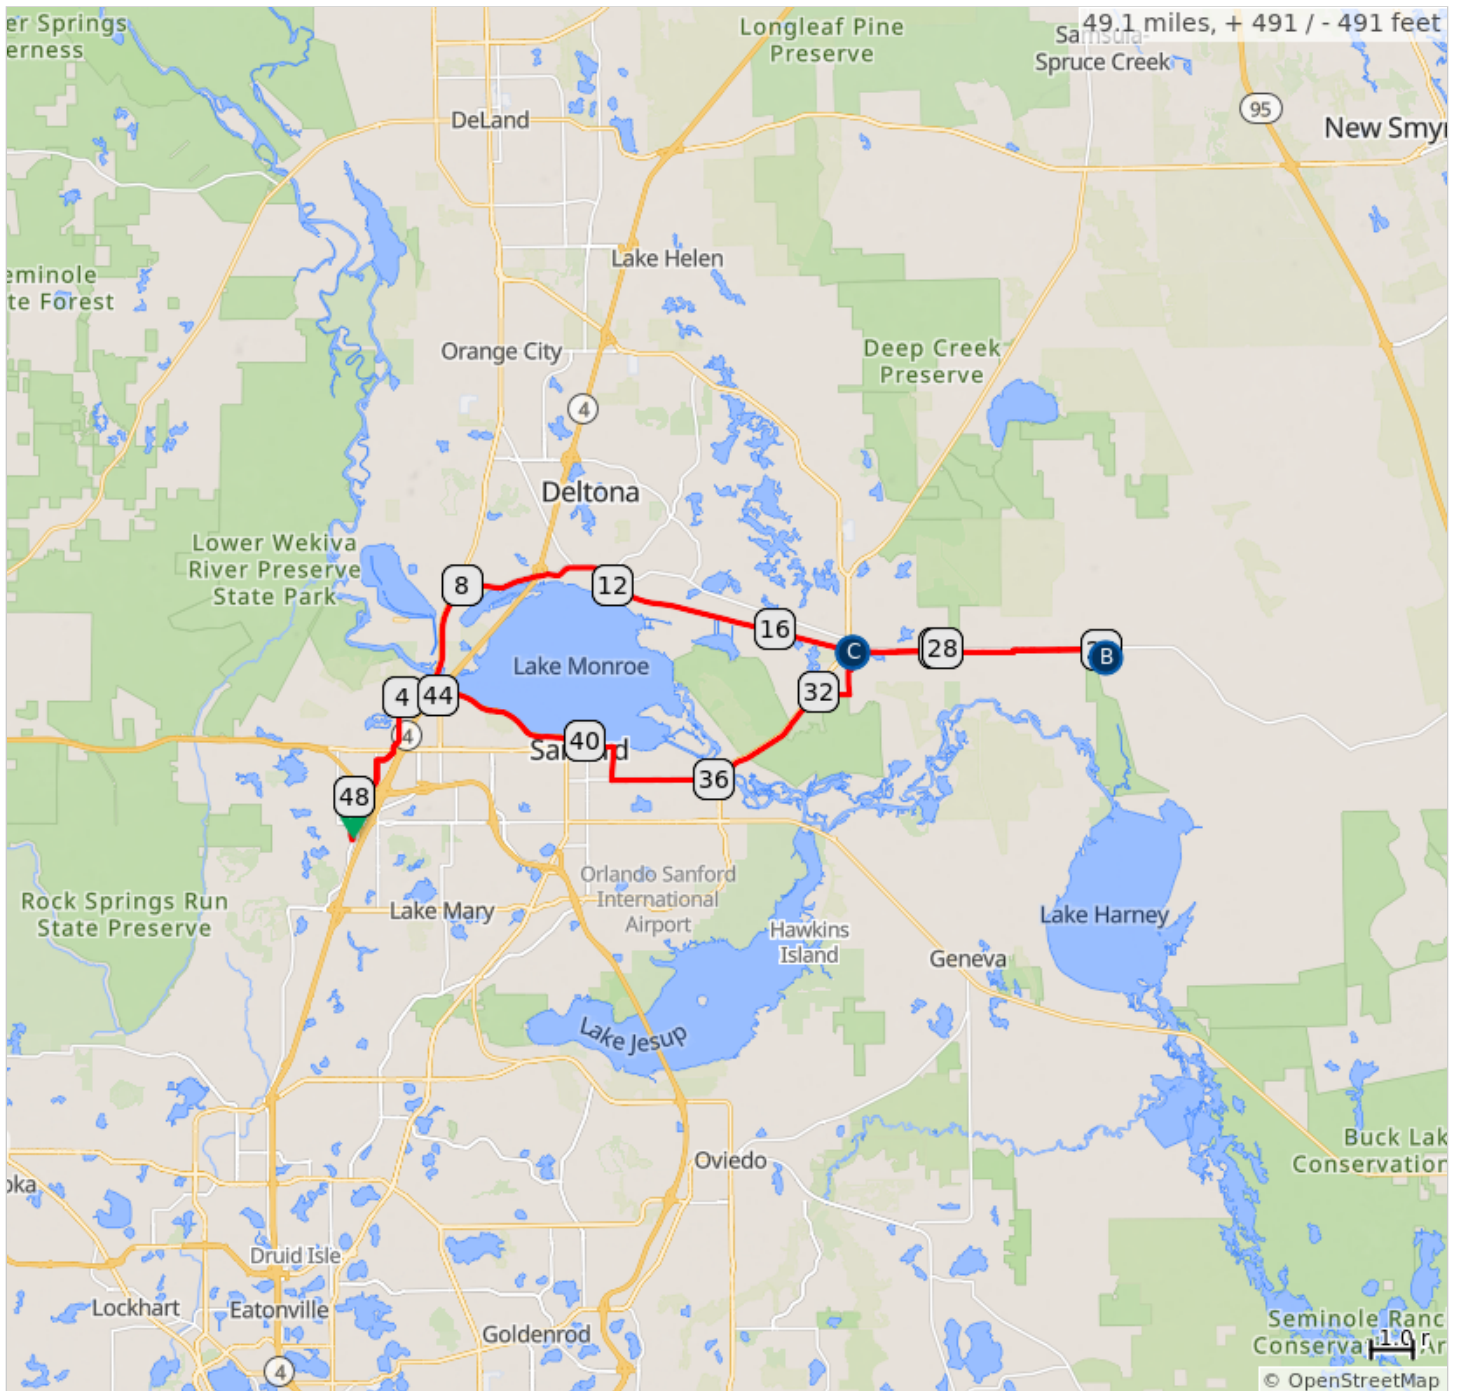 49.1 miles, + 491 / - 491 feet
er Springs
erness
Longleaf Pine
Preserve
Spruce Creek
95
New Smyr
DeLand
Lake Helen
eminole
te Forest
Orange City
Deep Creek
Preserve
4
Deltona
Lower Wekiva
River Preserve
State Park
8
12
16
C
28
B
Lake Monroe
4
44
32
4
40
36
48
Orlando Sanford
International
Airport
Rock Springs Run
State Preserve
Lake Mary
Lake Harney
Hawkins
Island
Geneva
Lake Jesup
Buck Lak
Conservation
Oviedo
oka
Druid Isle
Lockhart
Eatonville
Goldenrod
Seminole Ranc
4
© OpenStreetMap